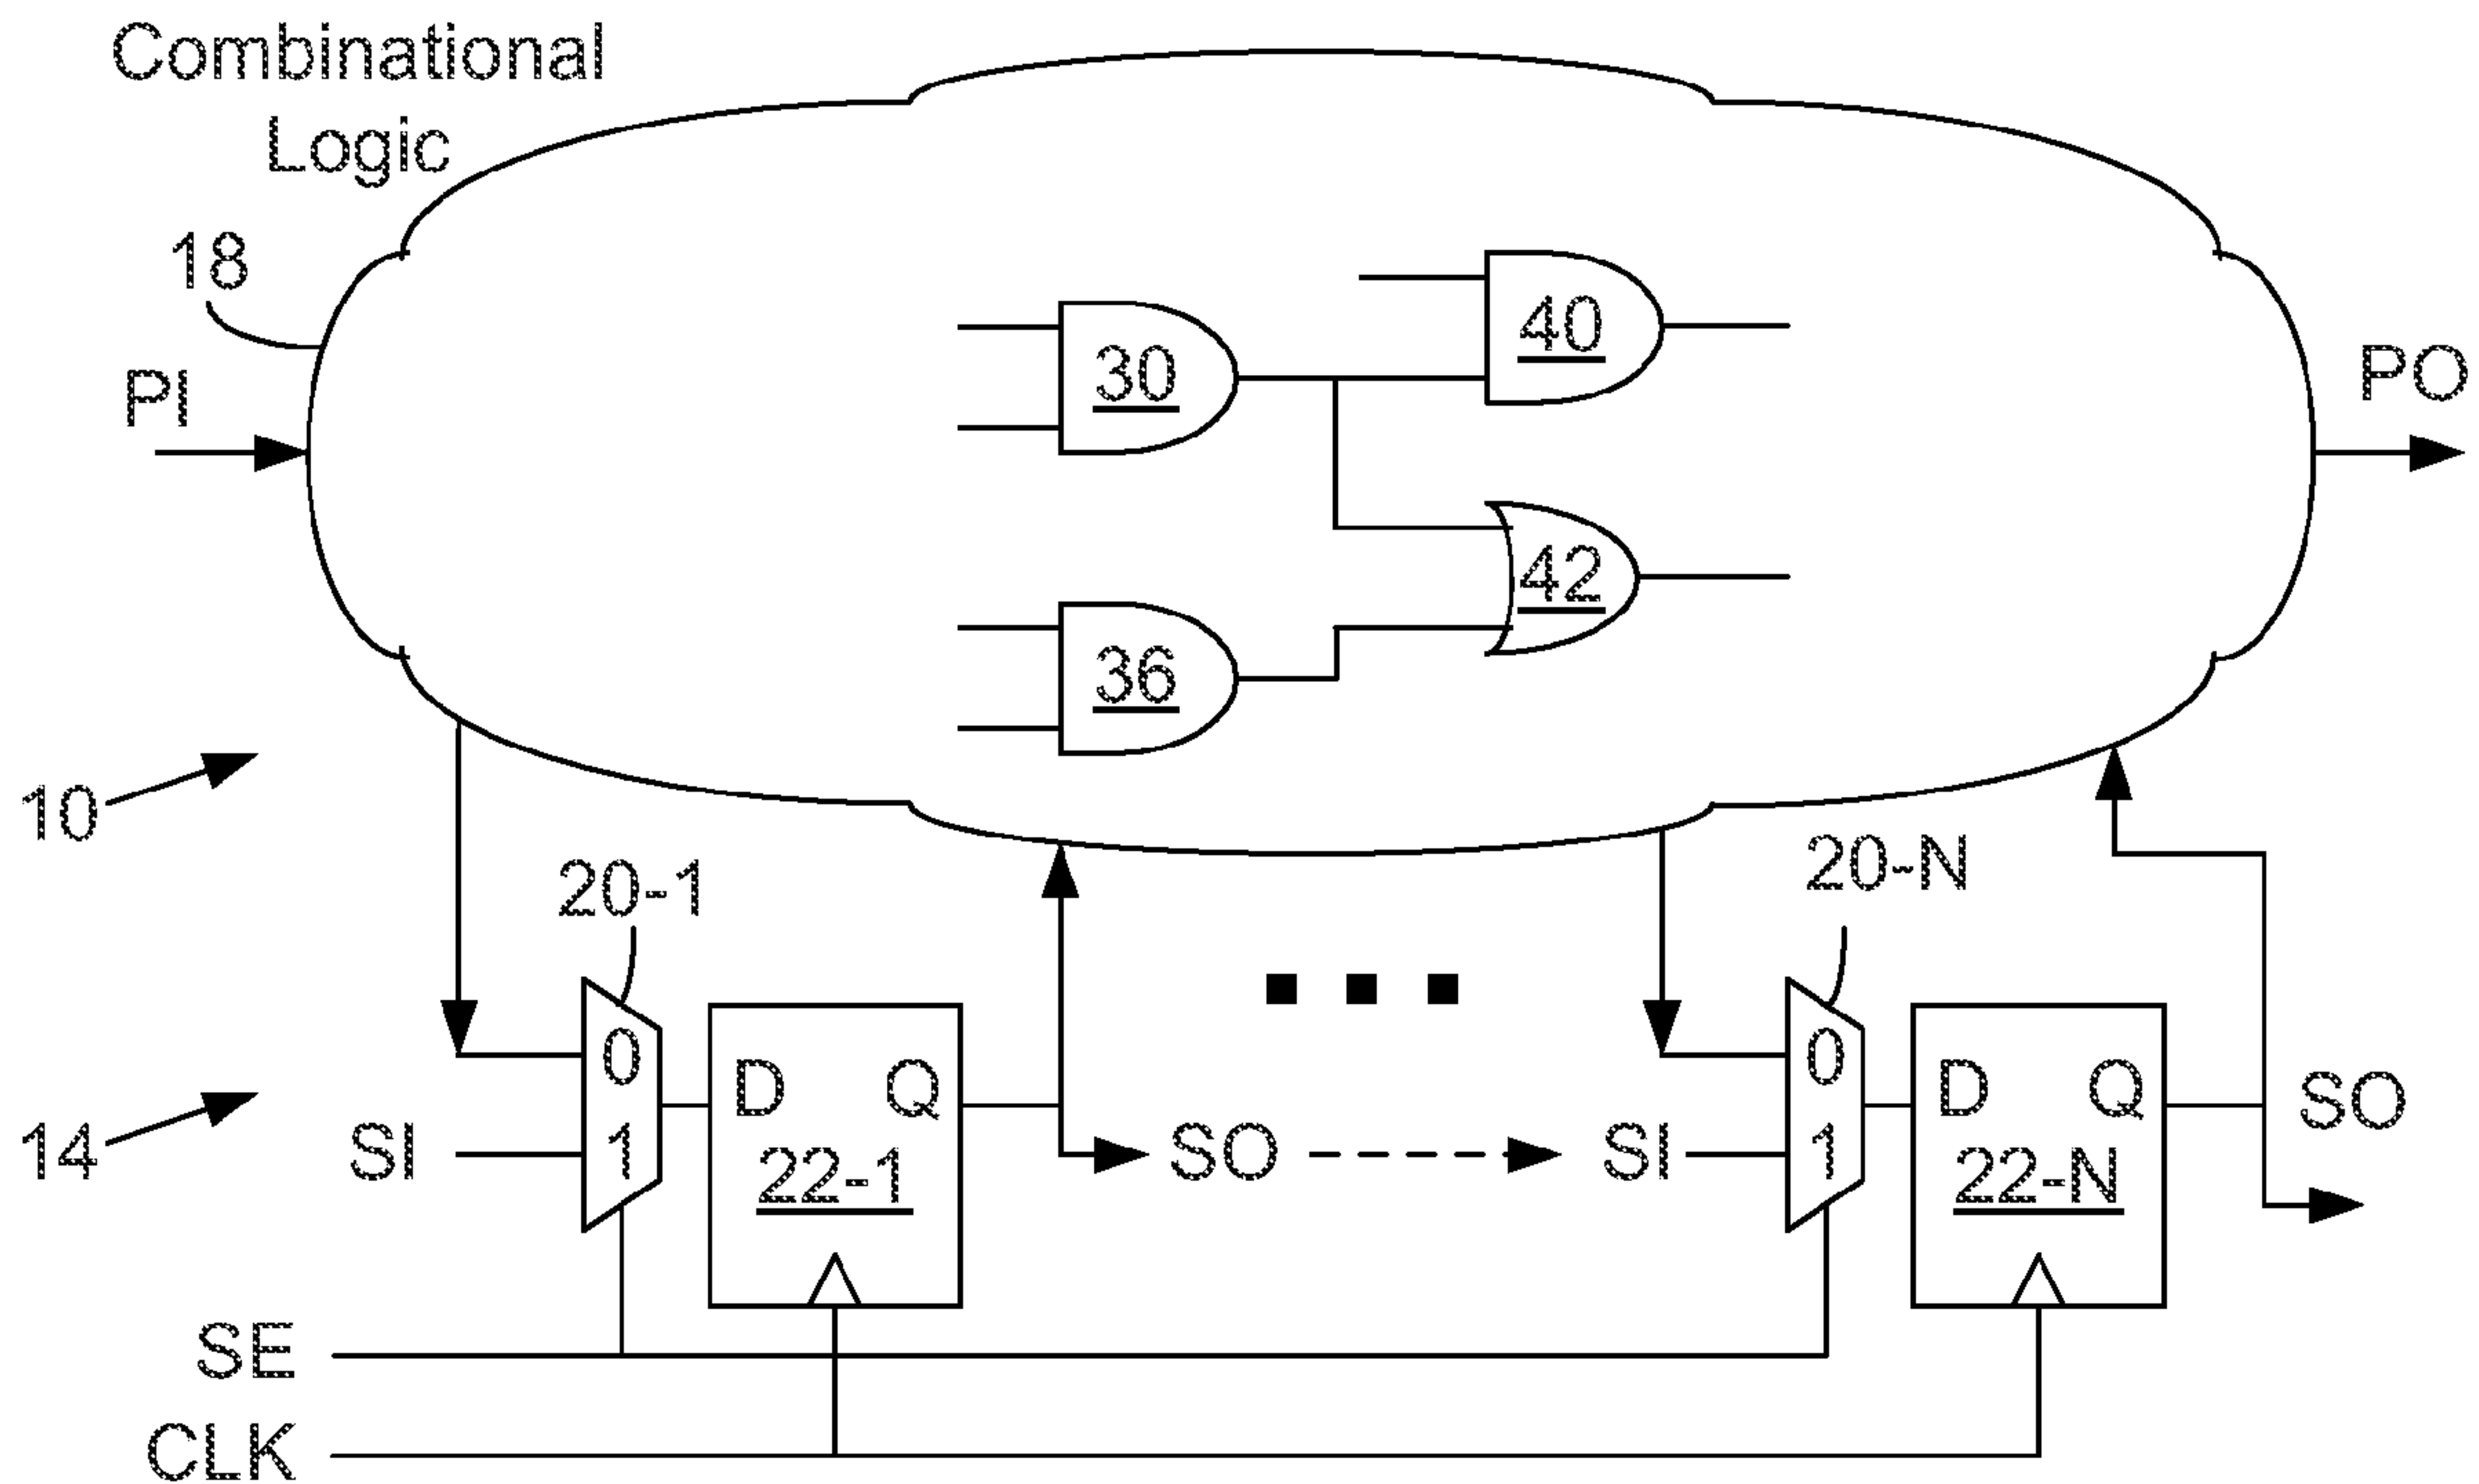 Combinational
Logic
18
PI
30
40
PO
42
36
10
20-1
20-N
0
D Q
0
D Q
SO
14
SI
1
22-1
SO
SI
1
22-N
SE
CLK